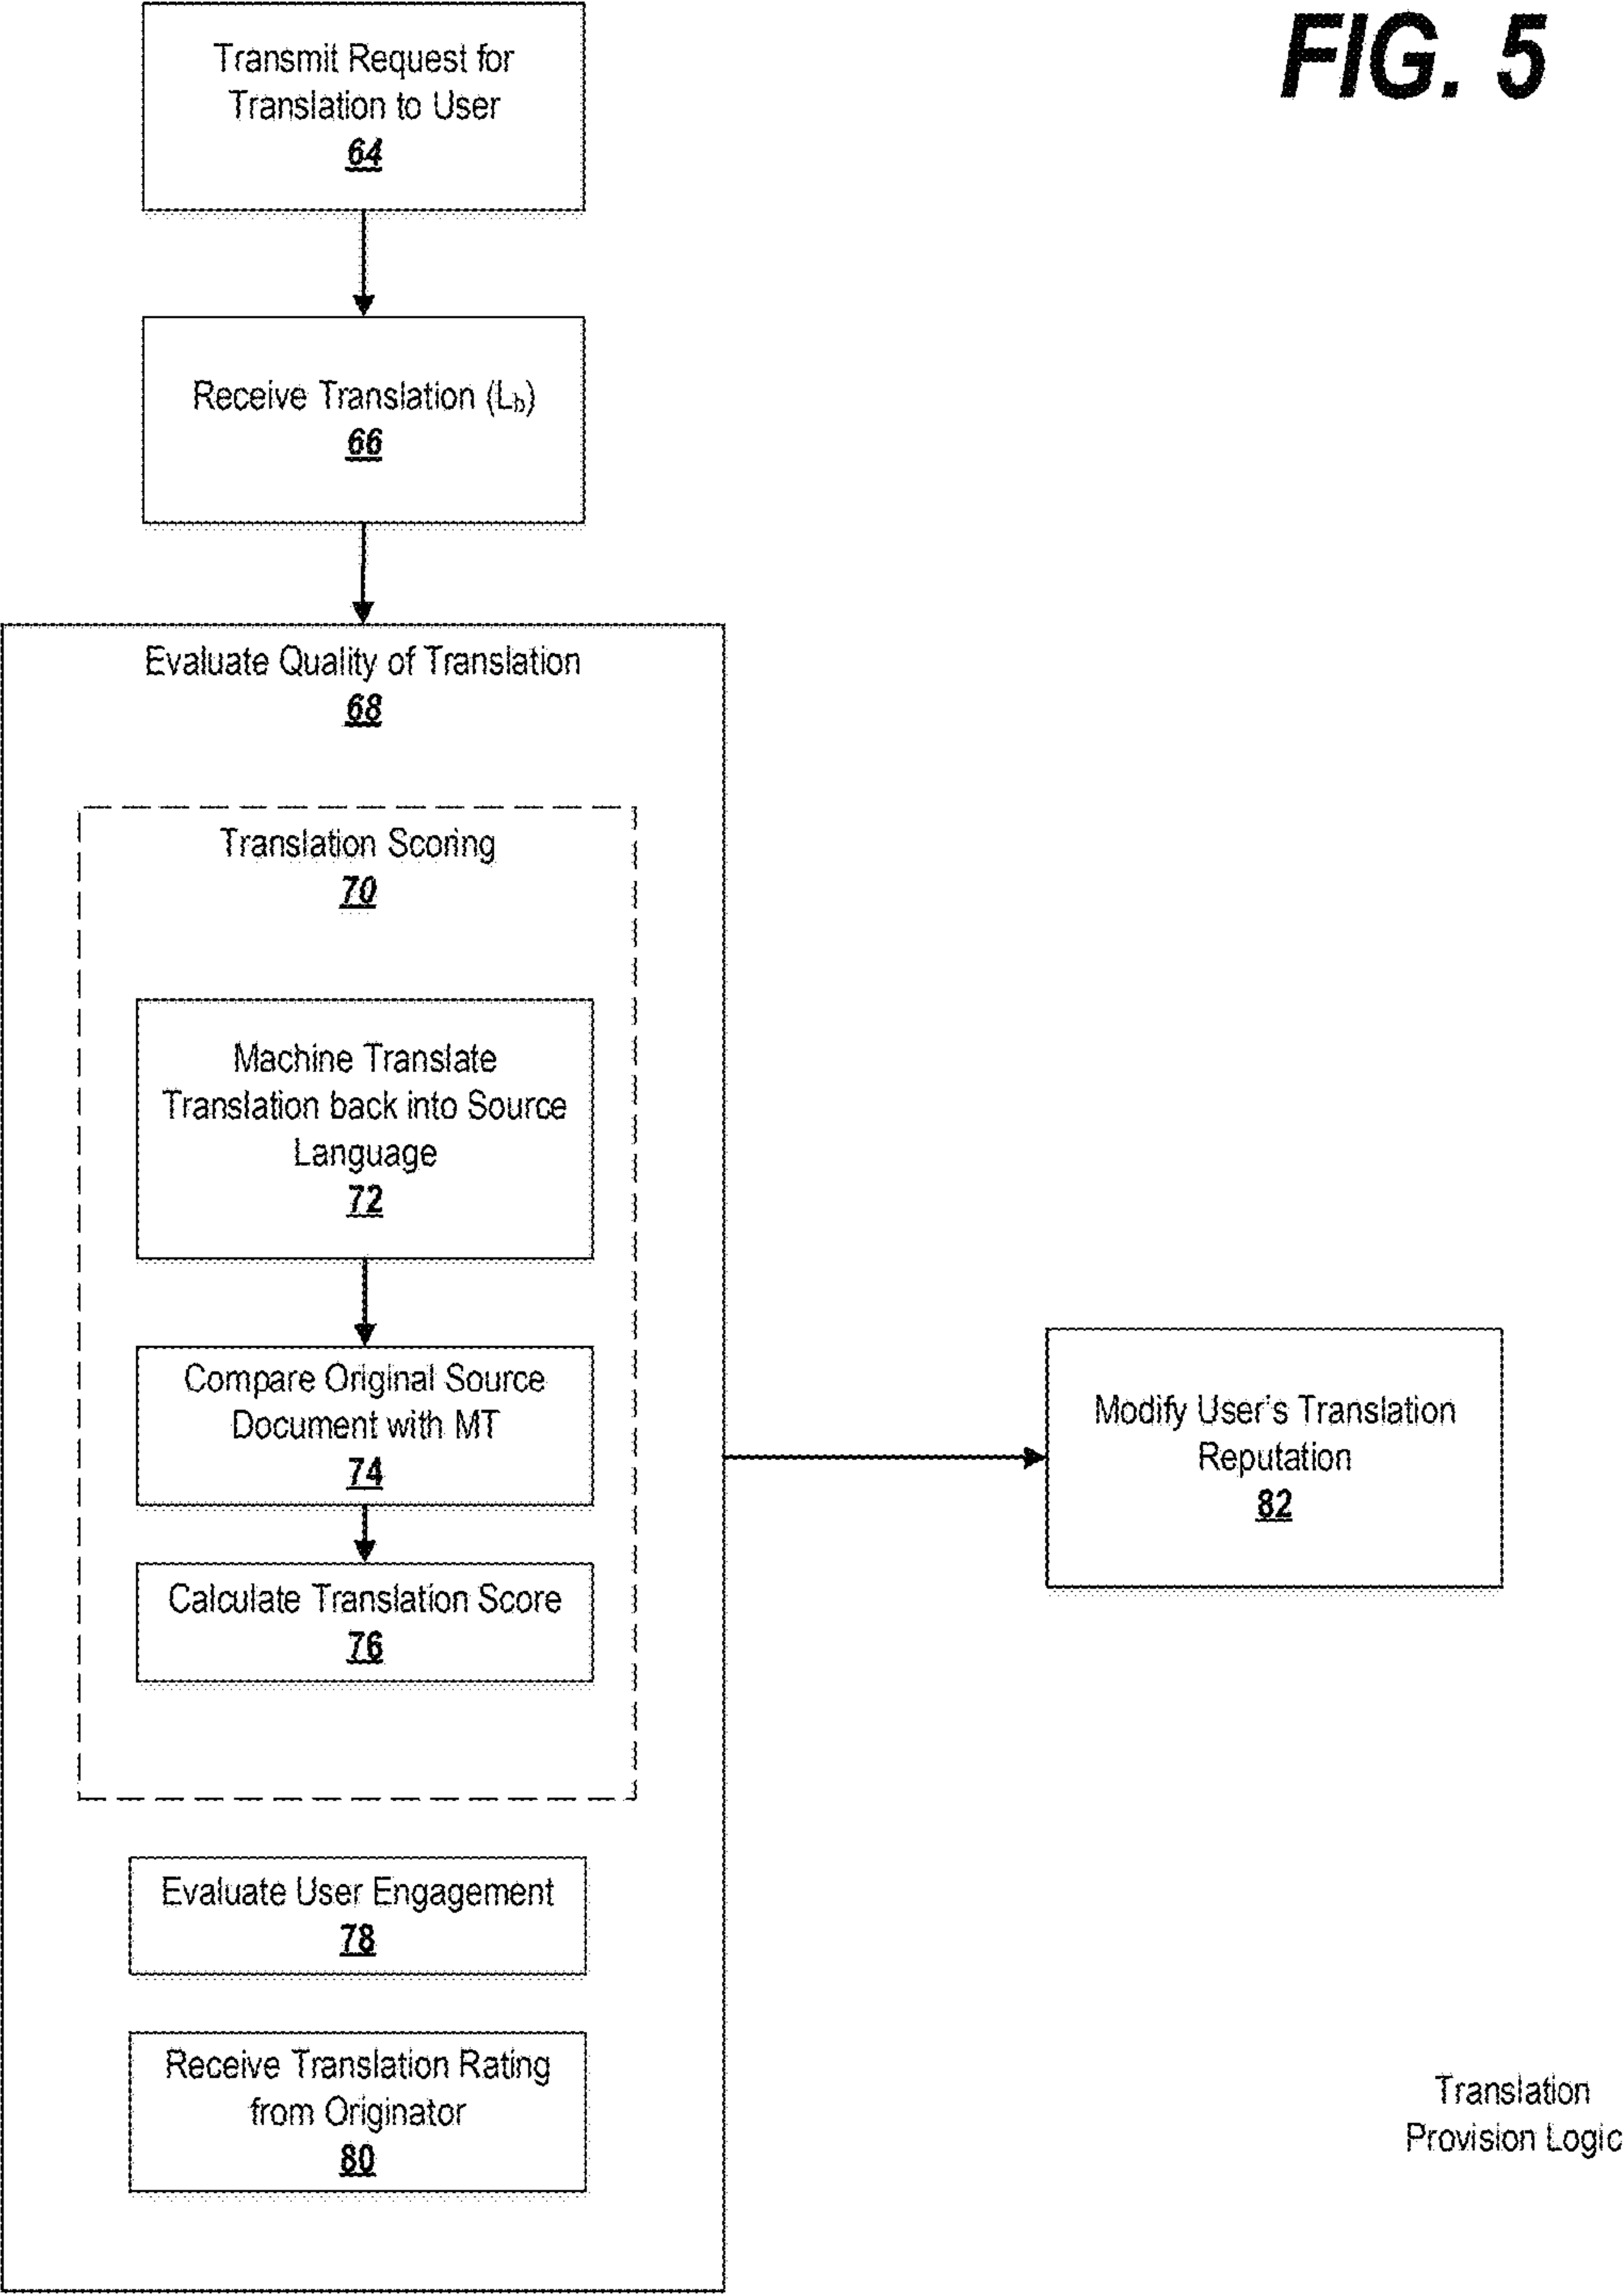 FIG. 5
Transmit Request for
Translation to User
64
Receive Translation (Lb)
66
Evaluate Quality of Translation
68
Translation Scoring
70
Machine Translate
Translation back into Source
Language
72
Compare Original Source
Document with MT
74
Calculate Translation Score
76
Evaluate User Engagement
78
Receive Translation Rating
from Originator
80
Modify User's Translation
Reputation
82
Translation
Provision Logic